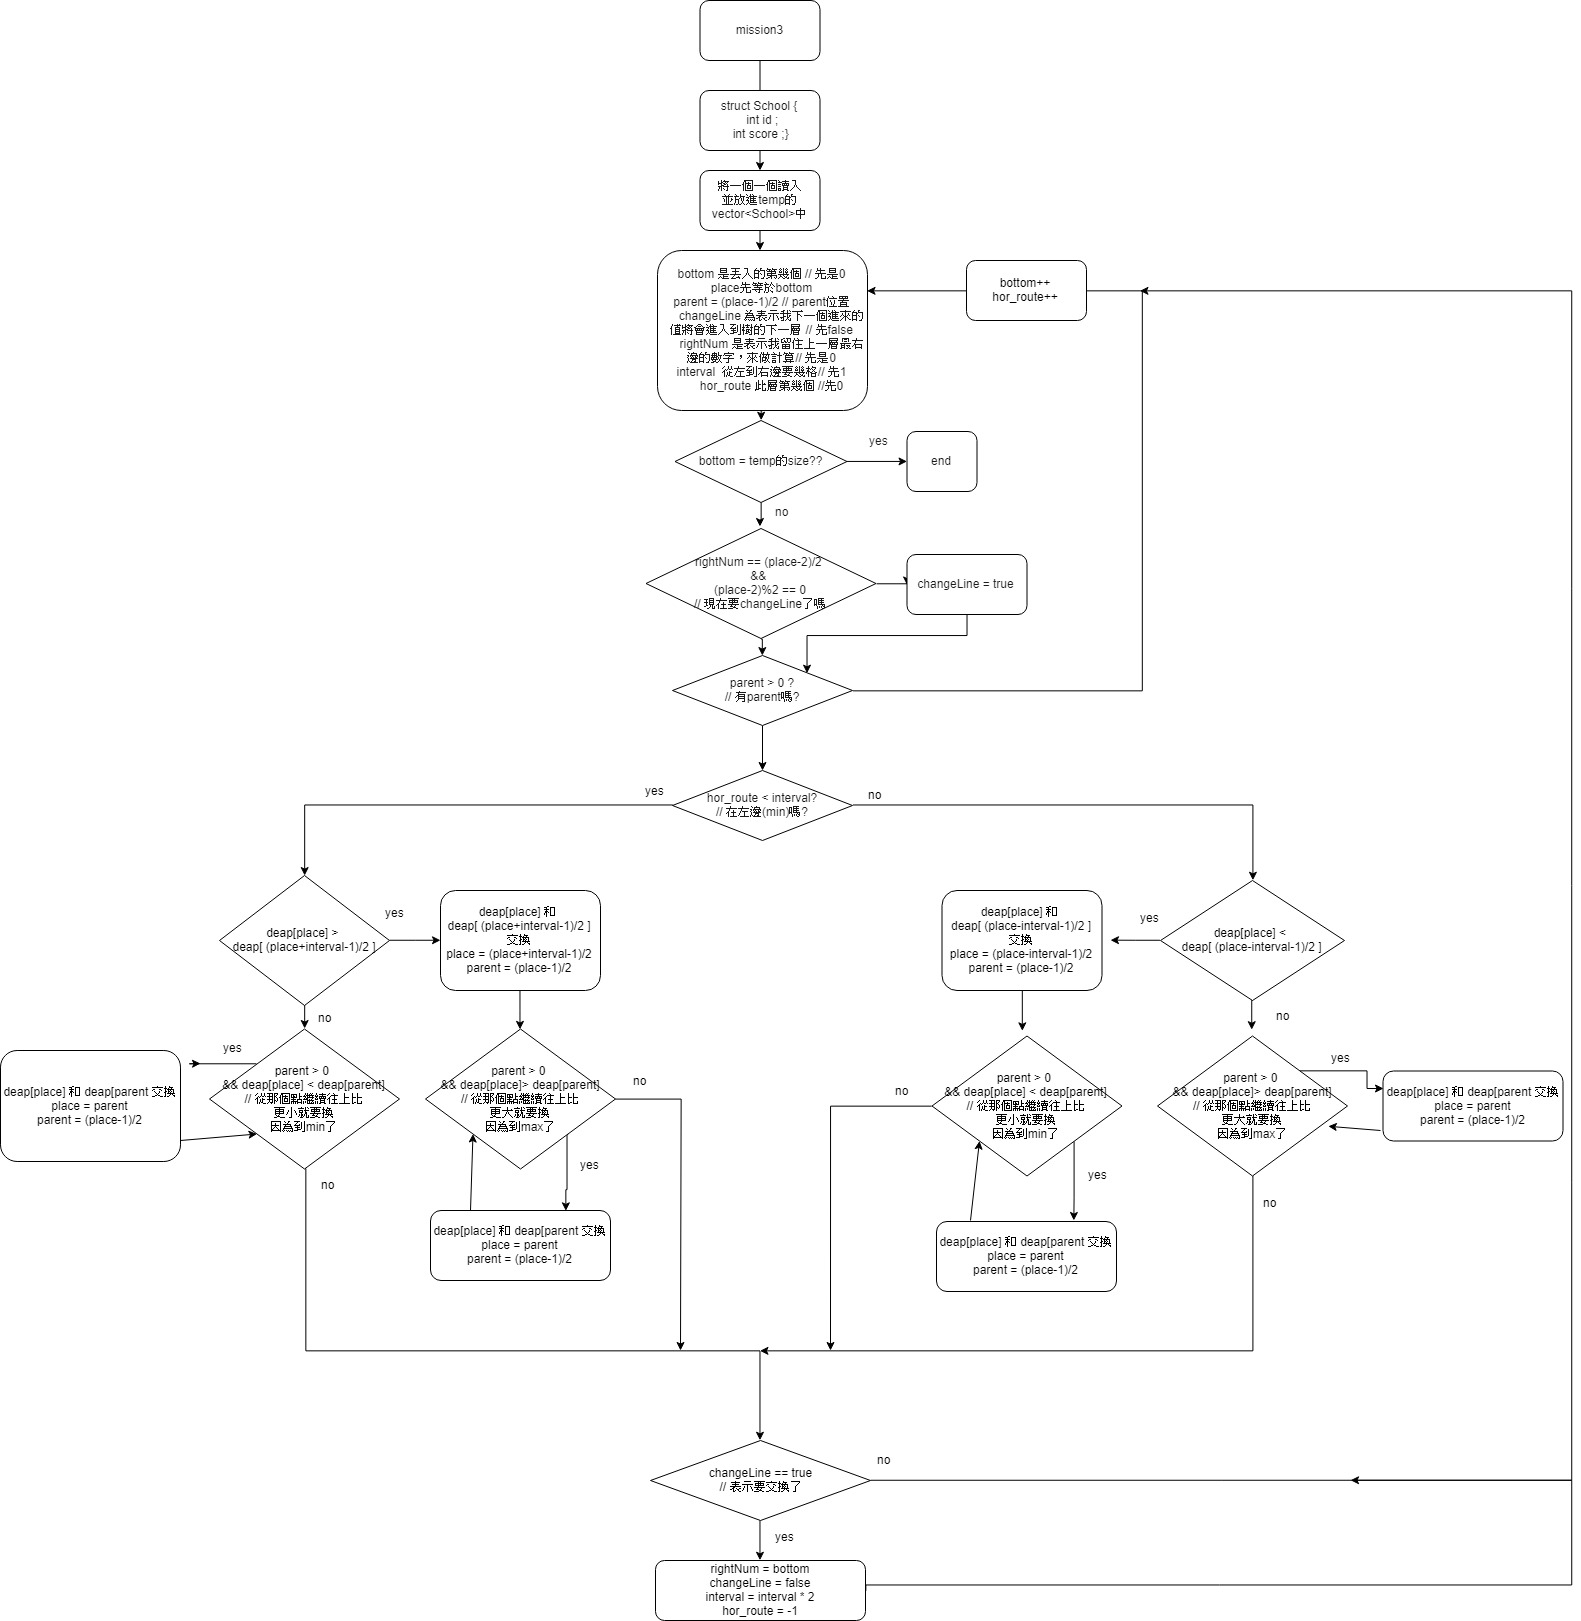 mission3
struct School {
int id ;
int score ;}
將一個一個讀入
並放進temp的
vector<School>中
bottom 是丟入的第幾個 // 先是0
place先等於bottom
parent = (place-1)/2 // parent位置
changeLine 為表示我下一個進來的
值將會進入到樹的下一層 // 先false
rightNum 是表示我留住上一層最右
邊的數字，來做計算// 先是0
interval 從左到右邊要幾格// 先1
hor_route 此層第幾個 //先0
bottom++
hor_route++
bottom = temp的size??
yes
end
no
rightNum == (place-2)/2
&&
(place-2)%2 == 0
// 現在要changeLine了嗎
changeLine = true
parent > 0 ?
// 有parent嗎?
yes
hor_route < interval?
// 在左邊(min)嗎?
no
deap[place] >
deap[ (place+interval-1)/2 ]
yes
deap[place] 和
deap[ (place+interval-1)/2 ]
交換
place = (place+interval-1)/2
parent = (place-1)/2
deap[place] 和
deap[ (place-interval-1)/2 ]
交換
place = (place-interval-1)/2
parent = (place-1)/2
yes
deap[place] <
deap[ (place-interval-1)/2 ]
no
no
yes
deap[place] 和 deap[parent 交換
place = parent
parent = (place-1)/2
parent > 0
&& deap[place] < deap[parent]
// 從那個點繼續往上比
更小就要換
因為到min了
no
parent > 0
&& deap[place]> deap[parent]
// 從那個點繼續往上比
更大就要換
因為到max了
no
yes
deap[place] 和 deap[parent 交換
place = parent
parent = (place-1)/2
no
parent > 0
&& deap[place] < deap[parent]
// 從那個點繼續往上比
更小就要換
因為到min了
yes
deap[place] 和 deap[parent 交換
place = parent
parent = (place-1)/2
parent > 0
&& deap[place]> deap[parent]
// 從那個點繼續往上比
更大就要換
因為到max了
yes
deap[place] 和 deap[parent 交換
place = parent
parent = (place-1)/2
no
changeLine == true
// 表示要交換了
no
yes
rightNum = bottom
changeLine = false
interval = interval * 2
hor_route = -1